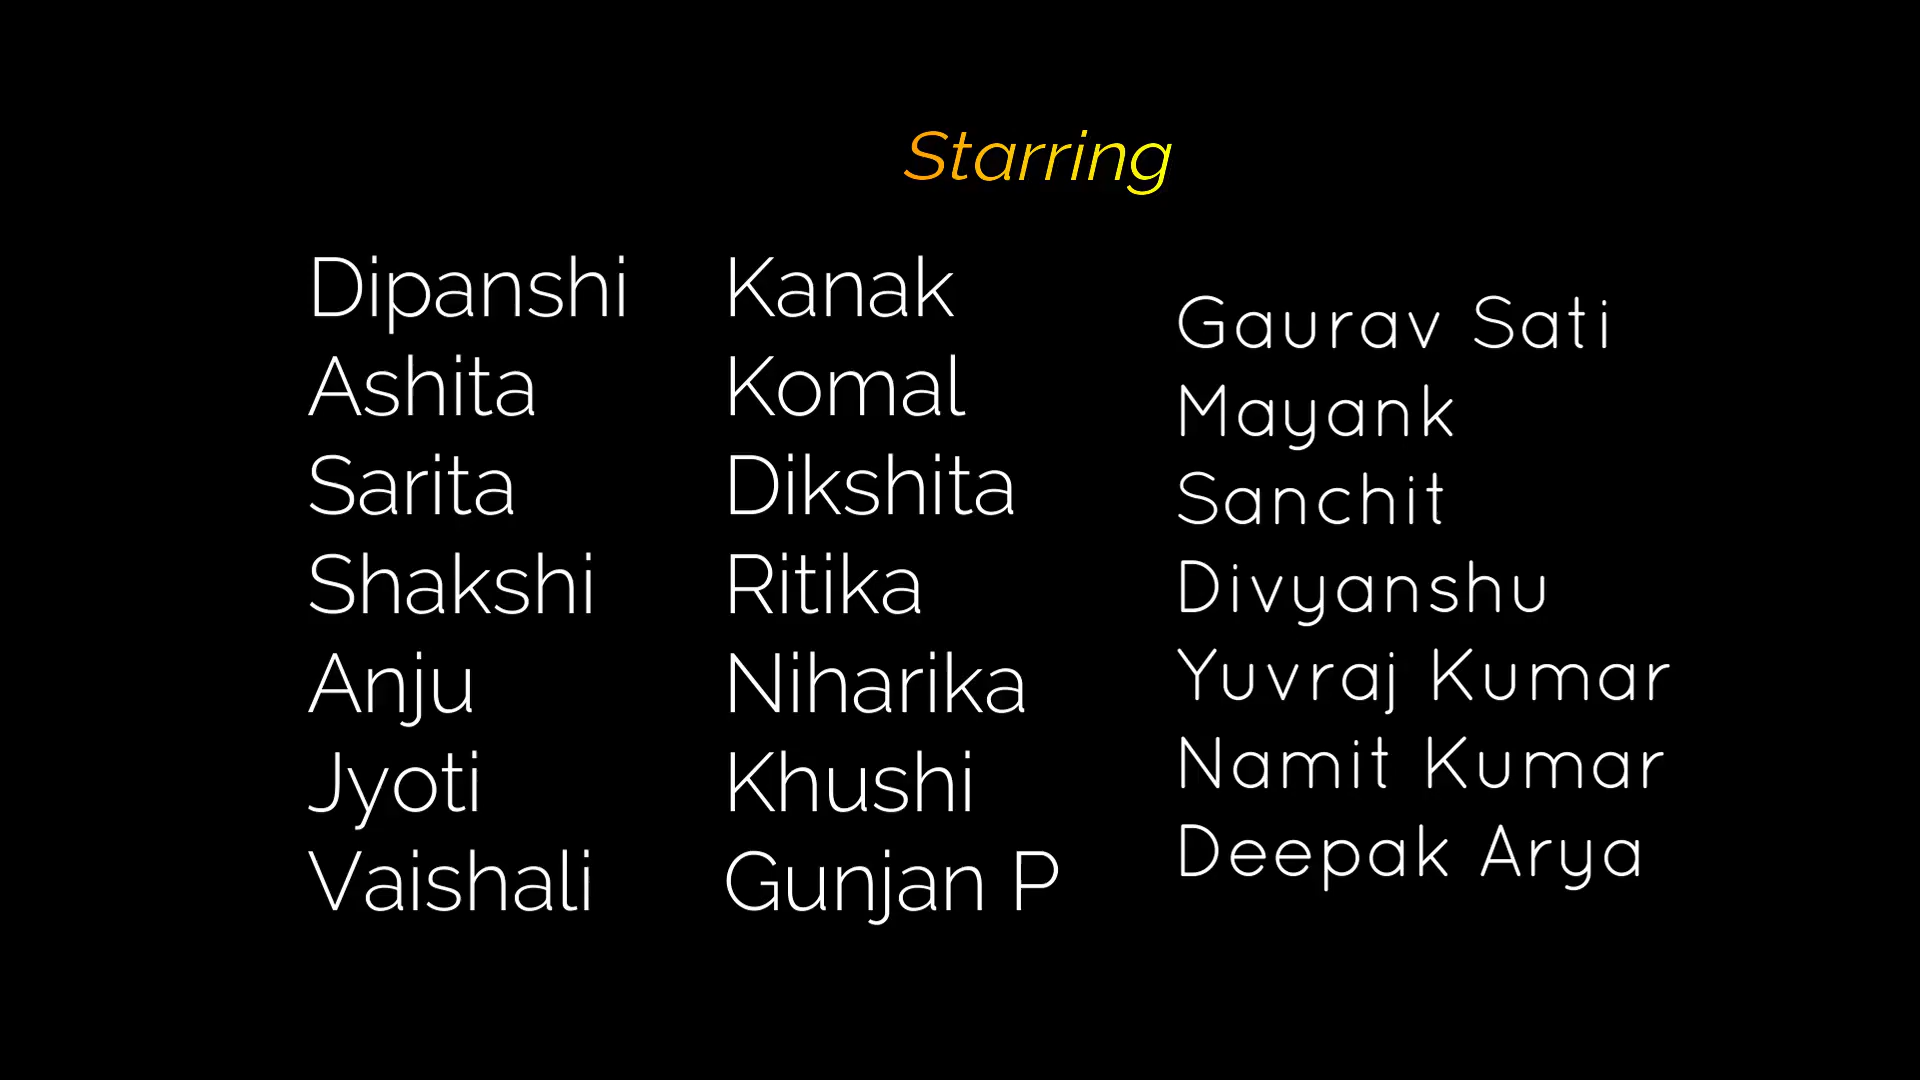 Starring
Dipanshi
Ashita
Sarita
Shakshi
Anju
Jyoti
Vaishali
Kanak
Komal
Dikshita
Ritika
Niharika
Khushi
Gunjan P
Gaurav Sati
Mayank
Sanchit
Divyanshu
Yuvraj Kumar
Namit Kumar
Deepak Arya